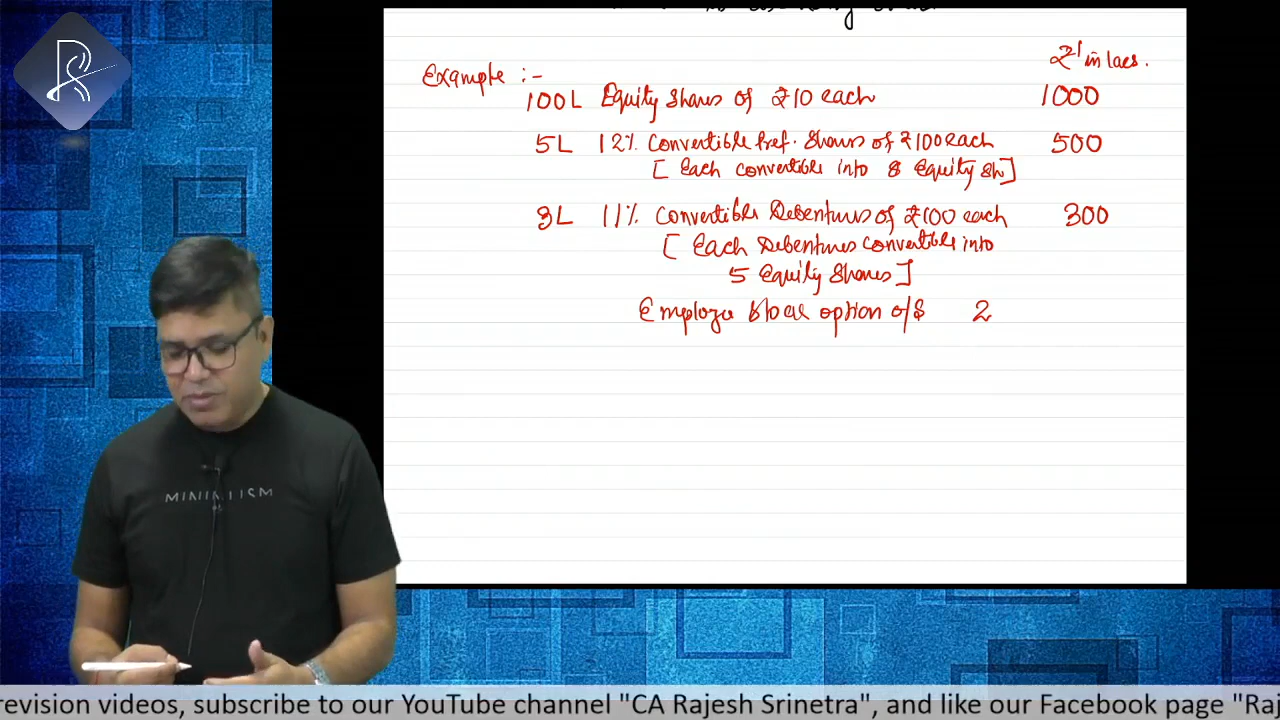 ₹ in lacs.
Example :-
100L Equity Shares of ₹10 each 1000
5L 12% Convertible Pref. Shares of ₹100 each 500
[ Each convertible into 8 Equity Sh ]
3L 11% Convertible Debentures of ₹100 each 300
[ Each Debentures convertible into
5 Equity Shares ]
Employee Stock option o/s 2
MINIMLISM
revision videos, subscribe to our YouTube channel "CA Rajesh Srinetra", and like our Facebook page "Raj